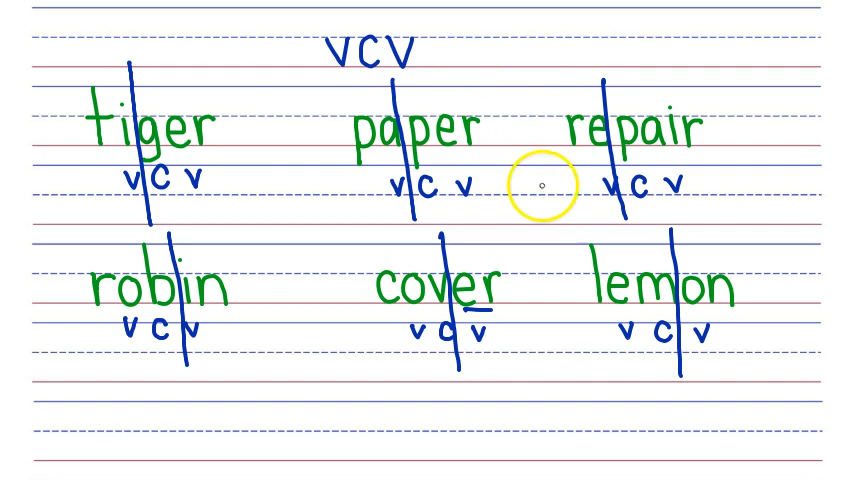 VCV
tiger paper repair
v c v v c v v c v
robin cover lemon
v c v v c v v c v